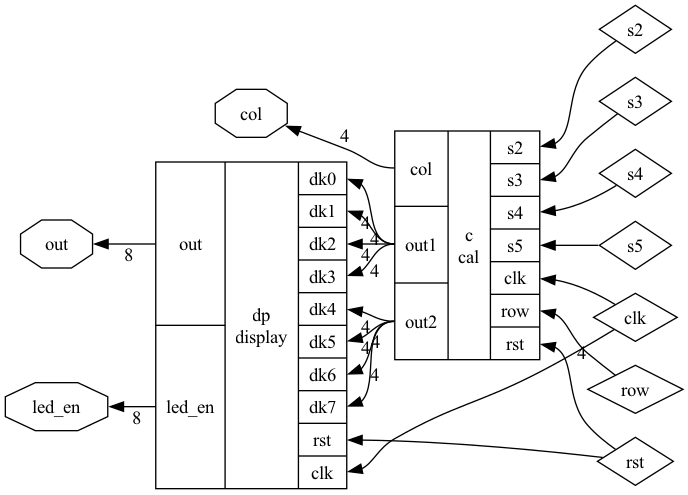 s2
s3
col
4
s4
s5
out
8
out
led_en
dp
display
dk0
dk1
dk2
dk3
dk4
dk5
dk6
dk7
rst
clk
4
4
4
4
4
4
4
4
col
out1
out2
c
cal
s2
s3
s4
s5
clk
row
rst
clk
4
row
rst
led_en
8